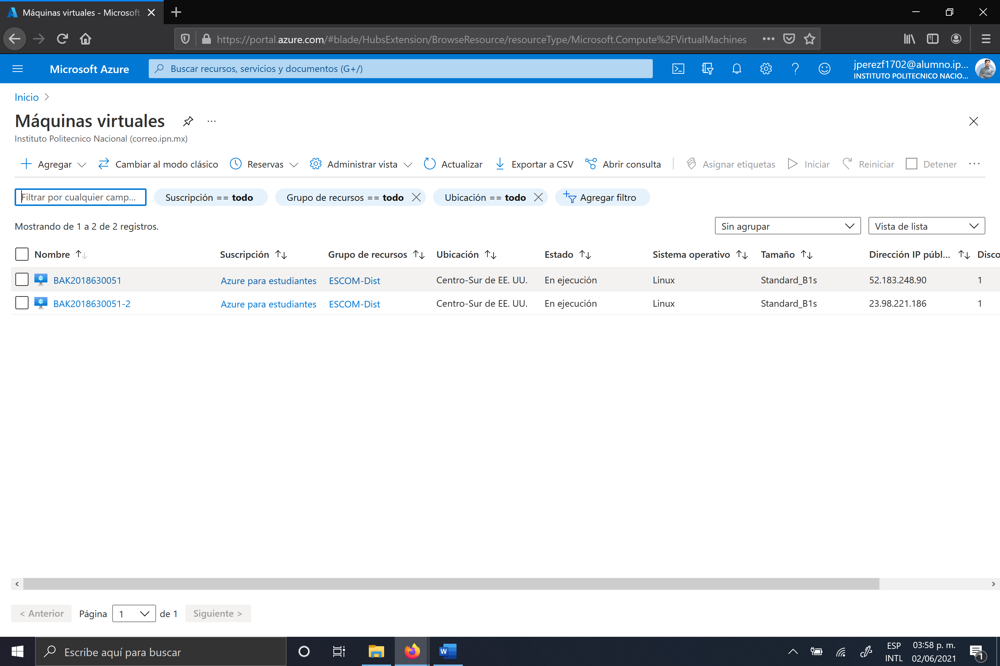 Máquinas virtuales - Microsoft
https://portal.azure.com/#blade/HubsExtension/BrowseResource/resourceType/Microsoft.Compute%2FVirtualMachines
Microsoft Azure
Buscar recursos, servicios y documentos (G+/)
jperezf1702@alumno.ip...
INSTITUTO POLITECNICO NACIO...
Inicio >
Máquinas virtuales ...
Instituto Politecnico Nacional (correo.ipn.mx)
Agregar Cambiar al modo clásico Reservas Administrar vista Actualizar Exportar a CSV Abrir consulta Asignar etiquetas Iniciar Reiniciar Detener ...
Filtrar por cualquier camp... Suscripción == todo Grupo de recursos == todo Ubicación == todo Agregar filtro
Mostrando de 1 a 2 de 2 registros. Sin agrupar Vista de lista
Nombre Suscripción Grupo de recursos Ubicación Estado Sistema operativo Tamaño Dirección IP públ... Disco
BAK2018630051 Azure para estudiantes ESCOM-Dist Centro-Sur de EE. UU. En ejecución Linux Standard_B1s 52.183.248.90 1
BAK2018630051-2 Azure para estudiantes ESCOM-Dist Centro-Sur de EE. UU. En ejecución Linux Standard_B1s 23.98.221.186 1
< Anterior Página 1 de 1 Siguiente >
Escribe aquí para buscar
W
ESP
INTL
03:58 p. m.
02/06/2021
1